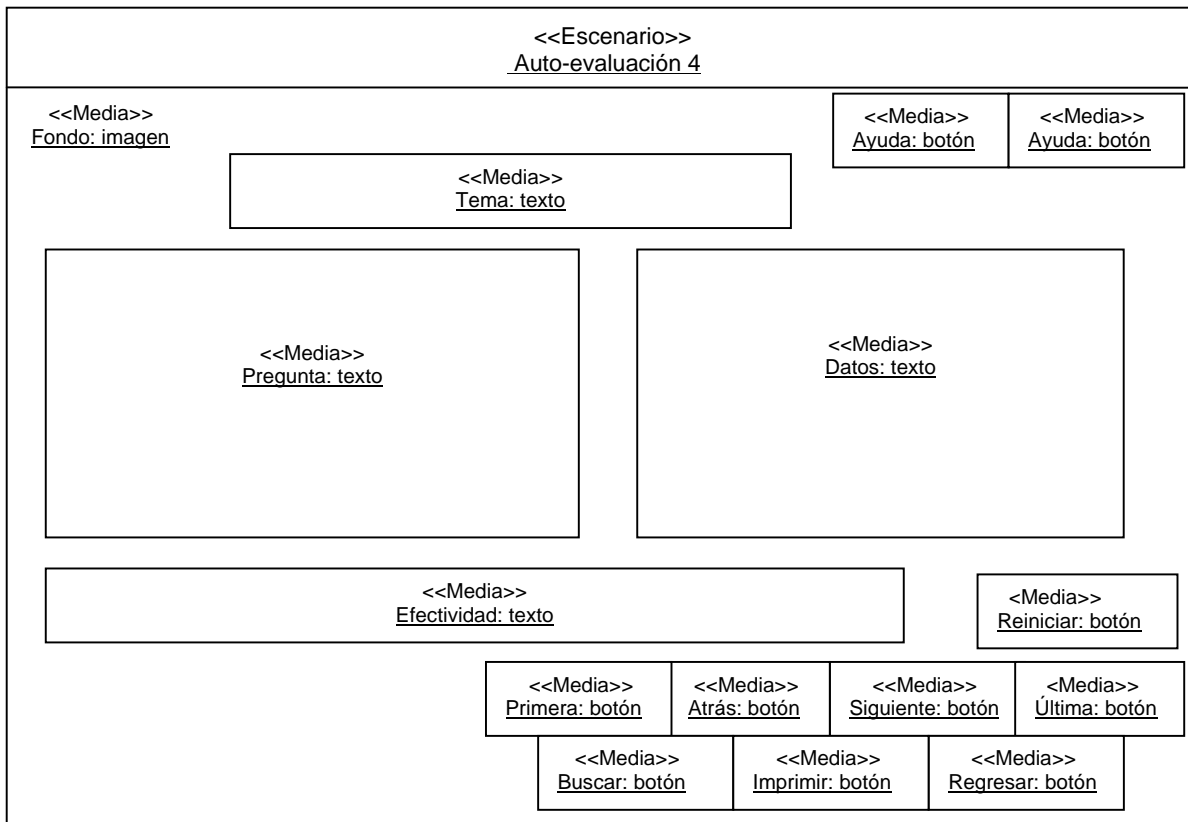 <<Escenario>>
Auto-evaluación 4
<<Media>>
Fondo: imagen
<<Media>>
Ayuda: botón
<<Media>>
Ayuda: botón
<<Media>>
Tema: texto
<<Media>>
Pregunta: texto
<<Media>>
Datos: texto
<<Media>>
Efectividad: texto
<Media>>
Reiniciar: botón
<<Media>>
Primera: botón
<<Media>>
Atrás: botón
<<Media>>
Siguiente: botón
<Media>>
Última: botón
<<Media>>
Buscar: botón
<<Media>>
Imprimir: botón
<<Media>>
Regresar: botón